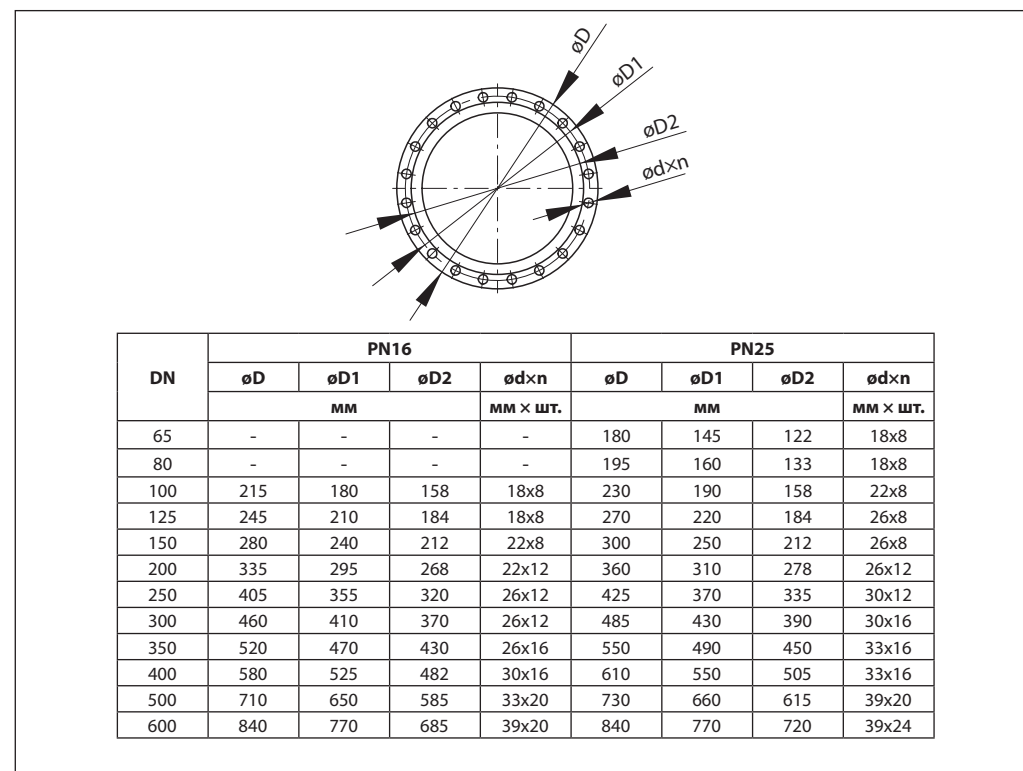 øD
øD1
øD2
ød×n
DN PN16 PN25
øD øD1 øD2 ød×n øD øD1 øD2 ød×n
мм мм × шт. мм мм × шт.
65 - - - - 180 145 122 18x8
80 - - - - 195 160 133 18x8
100 215 180 158 18x8 230 190 158 22x8
125 245 210 184 18x8 270 220 184 26x8
150 280 240 212 22x8 300 250 212 26x8
200 335 295 268 22x12 360 310 278 26x12
250 405 355 320 26x12 425 370 335 30x12
300 460 410 370 26x12 485 430 390 30x16
350 520 470 430 26x16 550 490 450 33x16
400 580 525 482 30x16 610 550 505 33x16
500 710 650 585 33x20 730 660 615 39x20
600 840 770 685 39x20 840 770 720 39x24